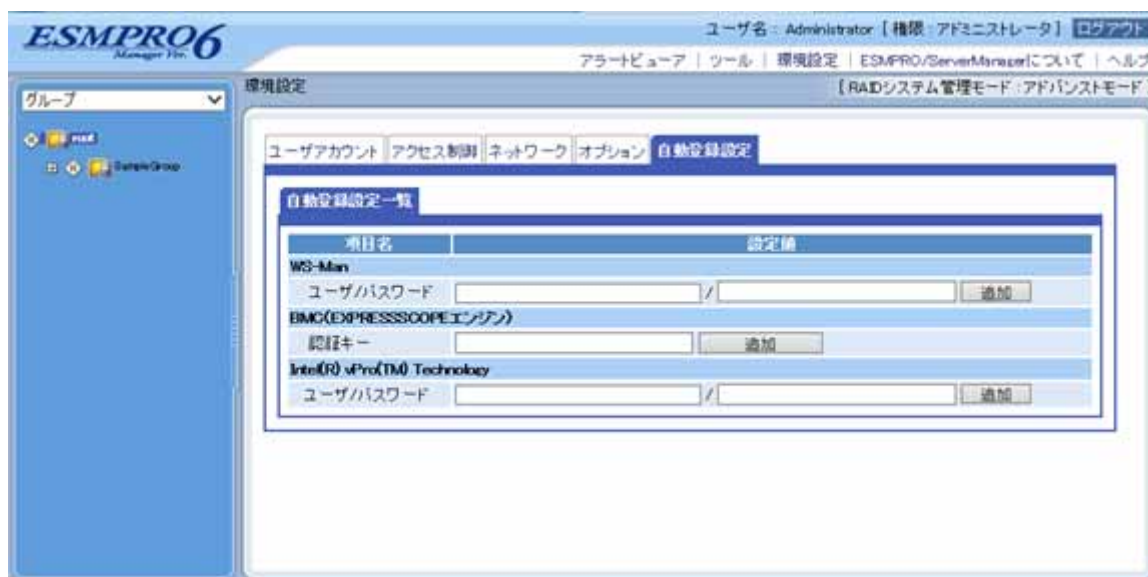 ESMPRO6
Manager Ver.
ユーザ名 : Administrator 【権限 : アドミニストレータ】 ログアウト
アラートビューア | ツール | 環境設定 | ESMPRO/ServerManagerについて | ヘルプ
グループ
環境設定
【RAIDシステム管理モード : アドバンストモード
root
SampleGroup
ユーザアカウント アクセス制御 ネットワーク オプション 自動登録設定
自動登録設定一覧
項目名 設定値
WS-Man
ユーザ/パスワード / 追加
BMC(EXPRESSSCOPEエンジン)
認証キー 追加
Intel(R) vPro(TM) Technology
ユーザ/パスワード / 追加